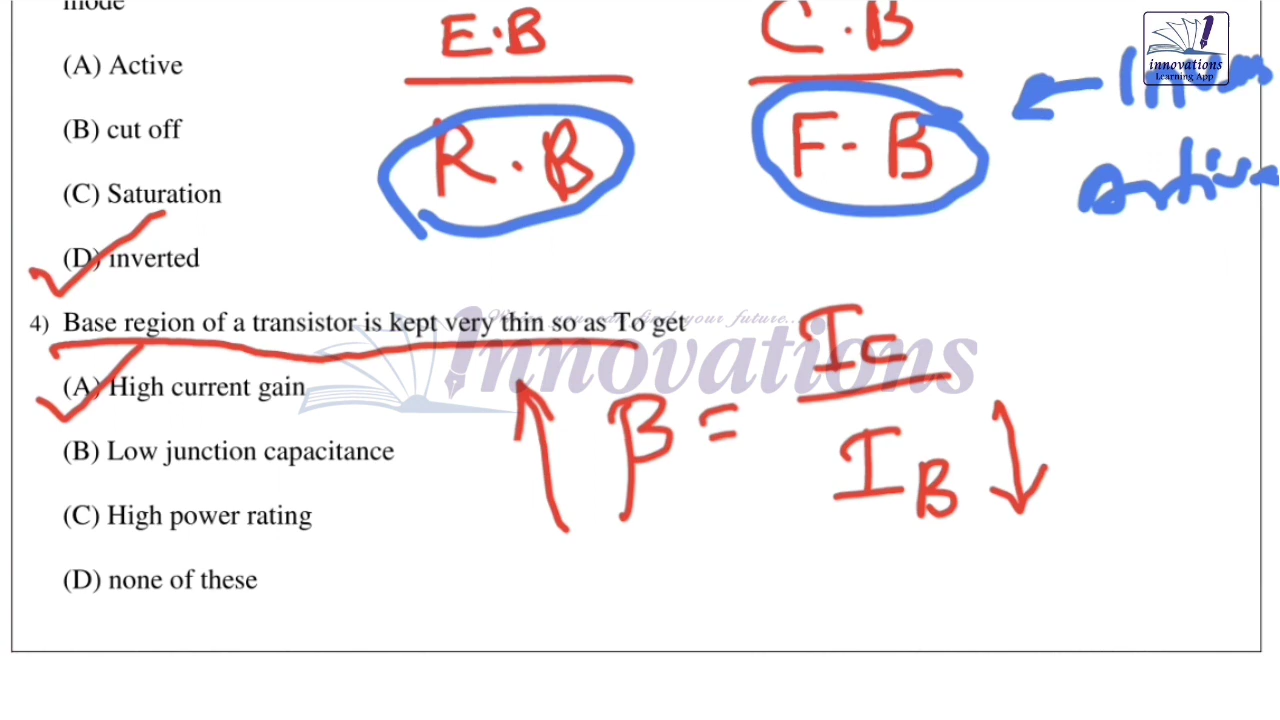 mode
E.B
C.B
(A) Active
innovations
Learning App
(B) cut off
R.B
F-B
(C) Saturation
(D) inverted
4) Base region of a transistor is kept very thin so as To get
Innovations
(A) High current gain
β = IC
IB
(B) Low junction capacitance
(C) High power rating
(D) none of these